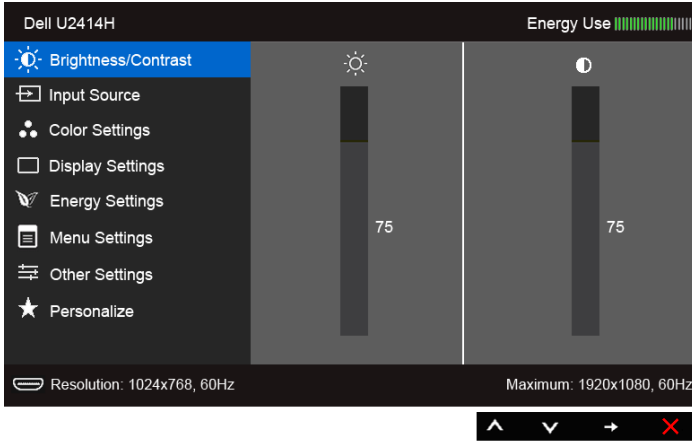 Dell U2414H
Energy Use
Brightness/Contrast
Input Source
Color Settings
Display Settings
Energy Settings
Menu Settings
Other Settings
Personalize
75
75
Resolution: 1024x768, 60Hz
Maximum: 1920x1080, 60Hz